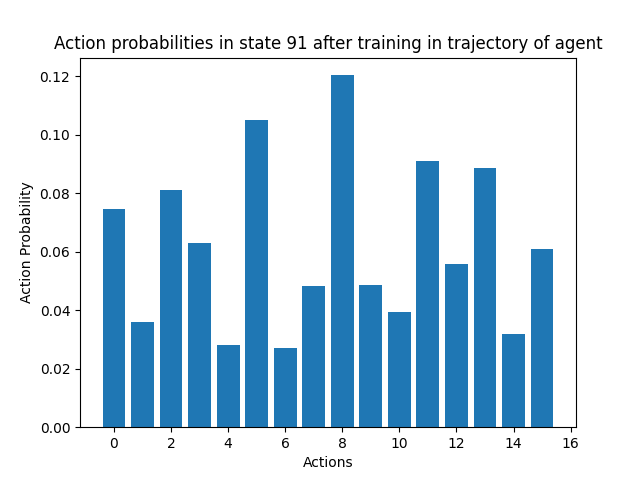 Action probabilities in state 91 after training in trajectory of agent
0.12
0.10
0.08
0.06
0.04
0.02
0.00
Action Probability
0 2 4 6 8 10 12 14 16
Actions